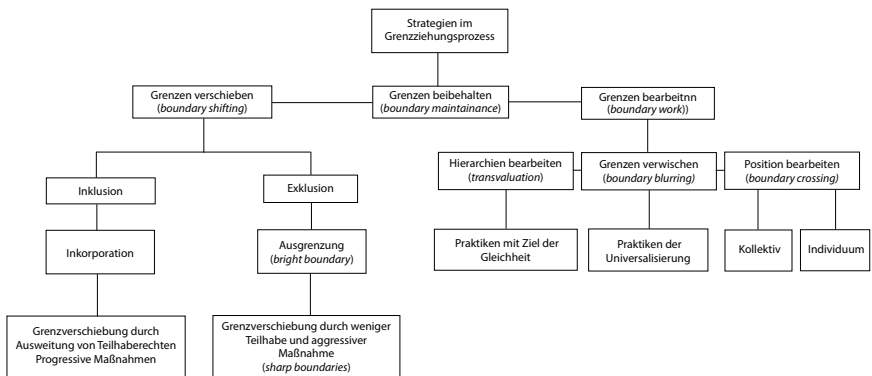 Strategien im
Grenzziehungsprozess
Grenzen verschieben
(boundary shifting)
Grenzen beibehalten
(boundary maintainance)
Grenzen bearbeitnn
(boundary work))
Hierarchien bearbeiten
(transvaluation)
Grenzen verwischen
(boundary blurring)
Position bearbeiten
(boundary crossing)
Inklusion
Exklusion
Inkorporation
Ausgrenzung
(bright boundary)
Praktiken mit Ziel der
Gleichheit
Praktiken der
Universalisierung
Kollektiv
Individuum
Grenzverschiebung durch
Ausweitung von Teilhaberechten
Progressive Maßnahmen
Grenzverschiebung durch weniger
Teilhabe und aggressiver
Maßnahme
(sharp boundaries)